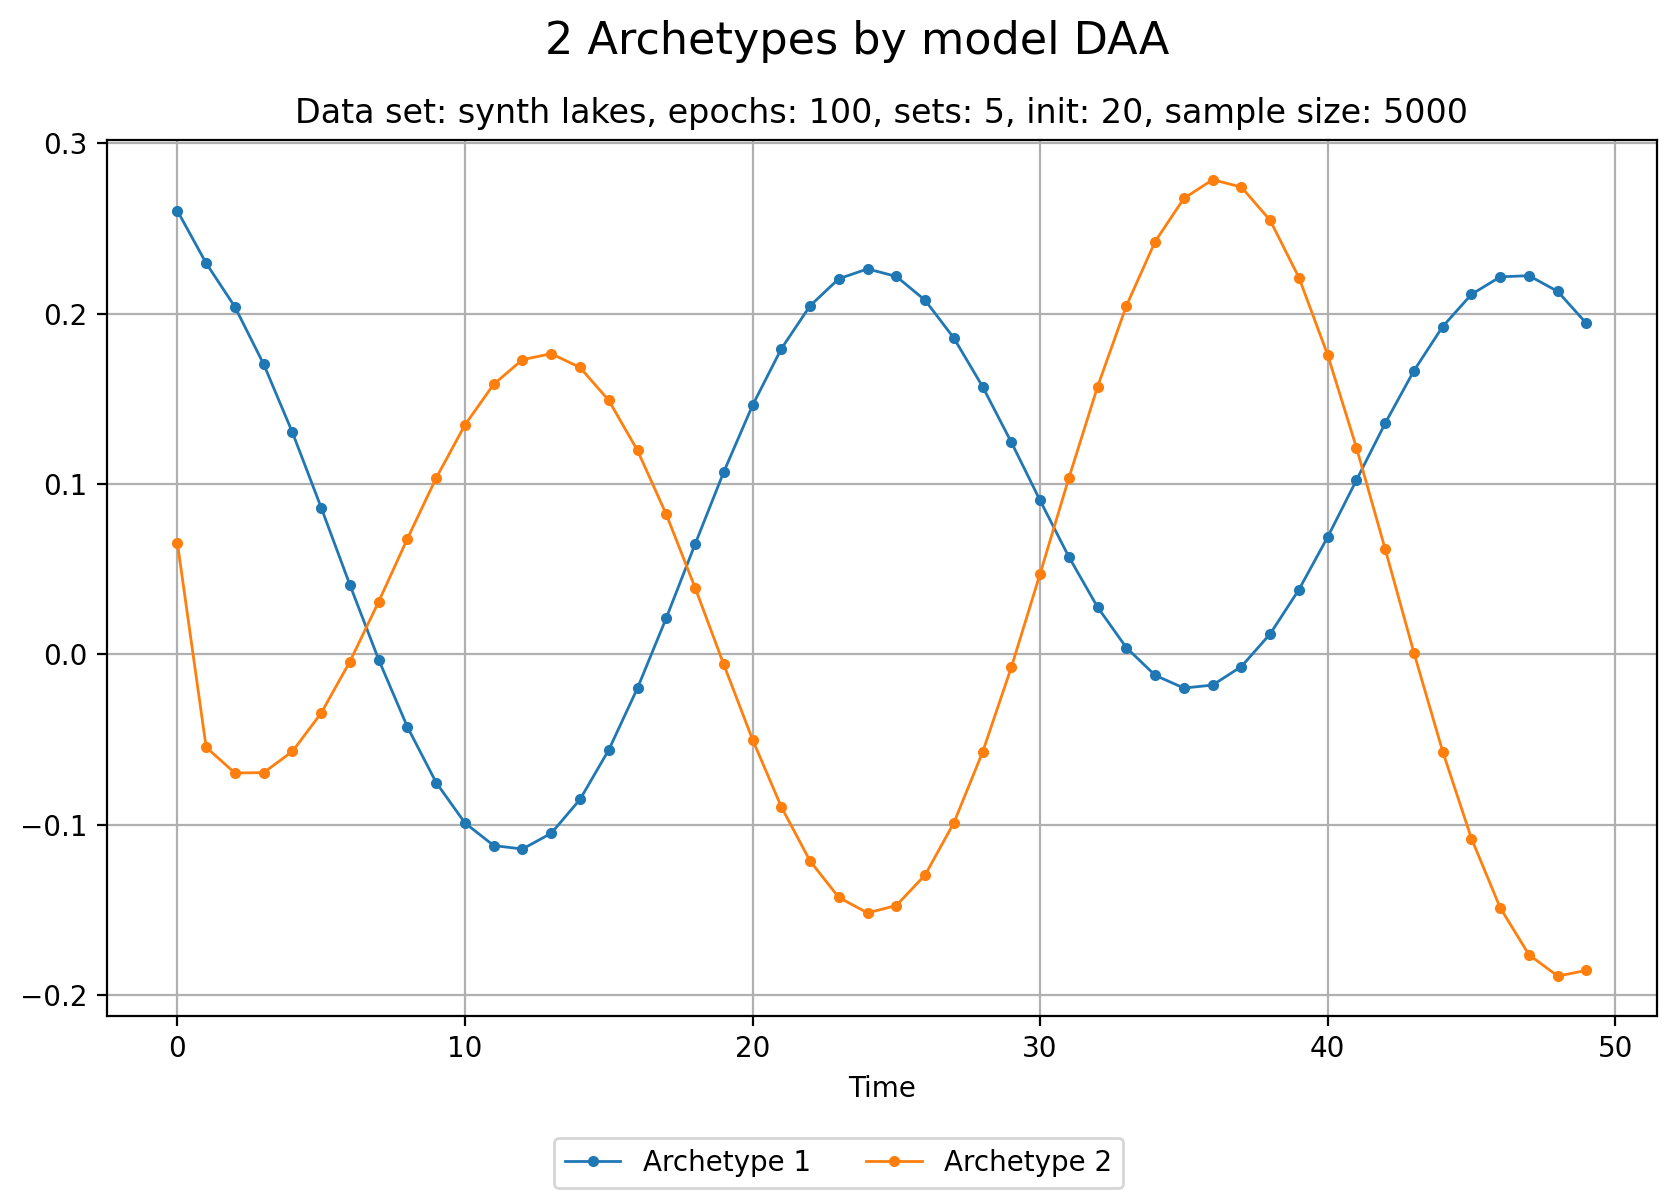 2 Archetypes by model DAA
Data set: synth lakes, epochs: 100, sets: 5, init: 20, sample size: 5000
0.3
0.2
0.1
0.0
−0.1
−0.2
0 10 20 30 40 50
Time
Archetype 1 Archetype 2